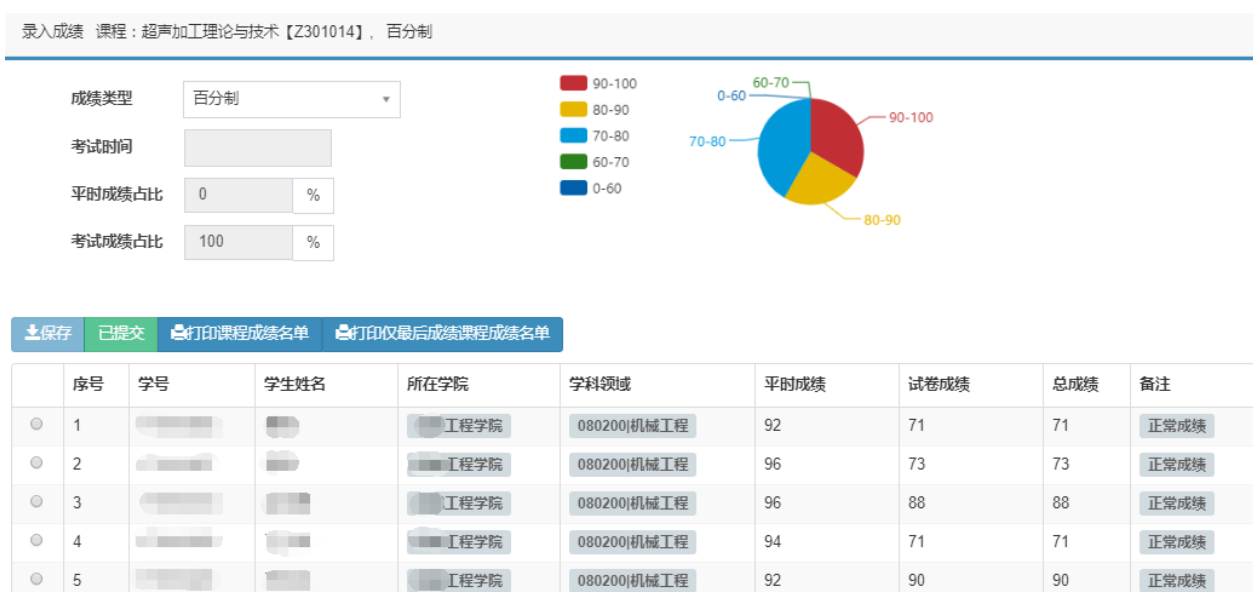 录入成绩 课程：超声加工理论与技术【Z301014】, 百分制
成绩类型 百分制
考试时间
平时成绩占比 0 %
考试成绩占比 100 %
90-100
80-90
70-80
60-70
0-60
60-70
0-60
90-100
70-80
80-90
保存 已提交 打印课程成绩名单 打印仅最后成绩课程成绩名单
序号 学号 学生姓名 所在学院 学科领域 平时成绩 试卷成绩 总成绩 备注
1 工程学院 080200|机械工程 92 71 71 正常成绩
2 工程学院 080200|机械工程 96 73 73 正常成绩
3 工程学院 080200|机械工程 96 88 88 正常成绩
4 工程学院 080200|机械工程 94 71 71 正常成绩
5 工程学院 080200|机械工程 92 90 90 正常成绩